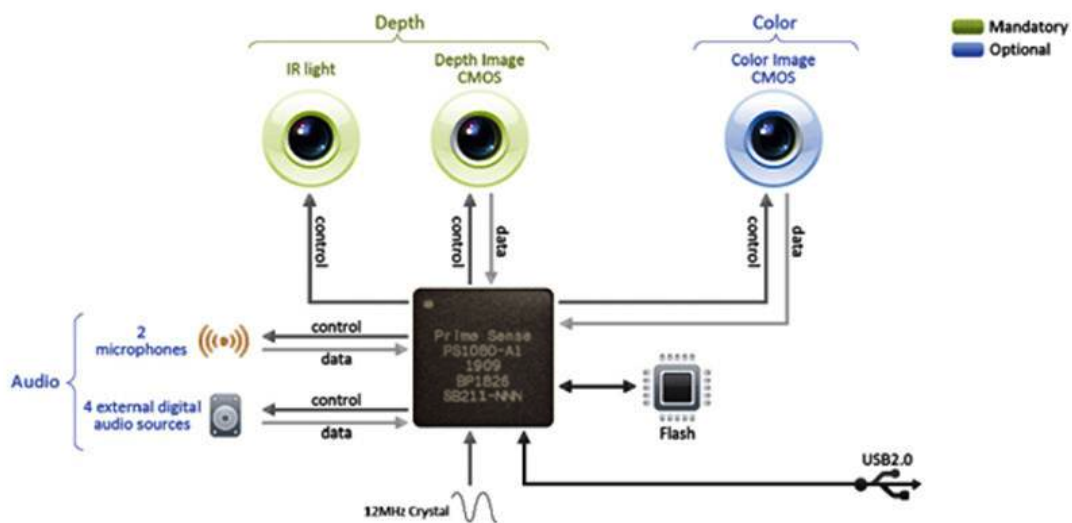 Depth
Color
Mandatory
Optional
IR light
Depth Image
CMOS
Color Image
CMOS
control
control
data
control
data
Prime Sense
PS1080-A1
1909
BP1826
SB211-NNN
2
microphones
control
data
Audio
4 external digital
audio sources
control
data
Flash
USB2.0
12MHz Crystal